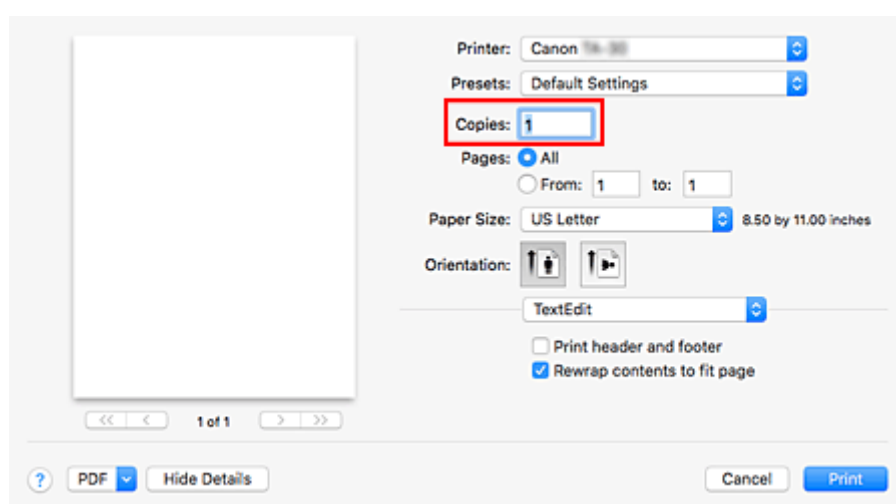 Printer: Canon
Presets: Default Settings
Copies: 1
Pages: All
From: 1 to: 1
Paper Size: US Letter 8.50 by 11.00 inches
Orientation:
TextEdit
Print header and footer
Rewrap contents to fit page
<< < 1 of 1 > >>
? PDF Hide Details Cancel Print